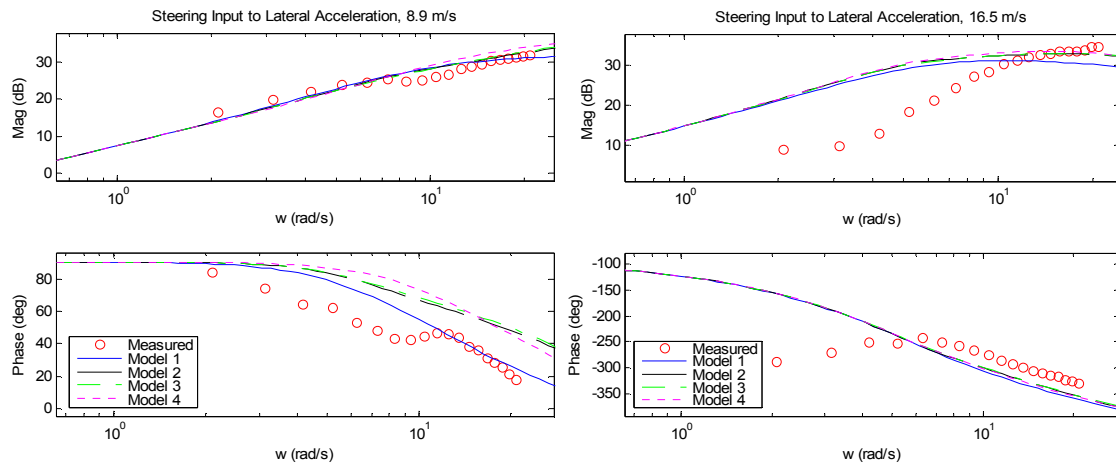 Steering Input to Lateral Acceleration, 8.9 m/s
Mag (dB)
30
20
10
0
10^0
10^1
w (rad/s)
Phase (deg)
80
60
40
20
0
Measured
Model 1
Model 2
Model 3
Model 4
10^0
10^1
w (rad/s)
Steering Input to Lateral Acceleration, 16.5 m/s
Mag (dB)
30
20
10
10^0
10^1
w (rad/s)
Phase (deg)
-100
-150
-200
-250
-300
-350
Measured
Model 1
Model 2
Model 3
Model 4
10^0
10^1
w (rad/s)